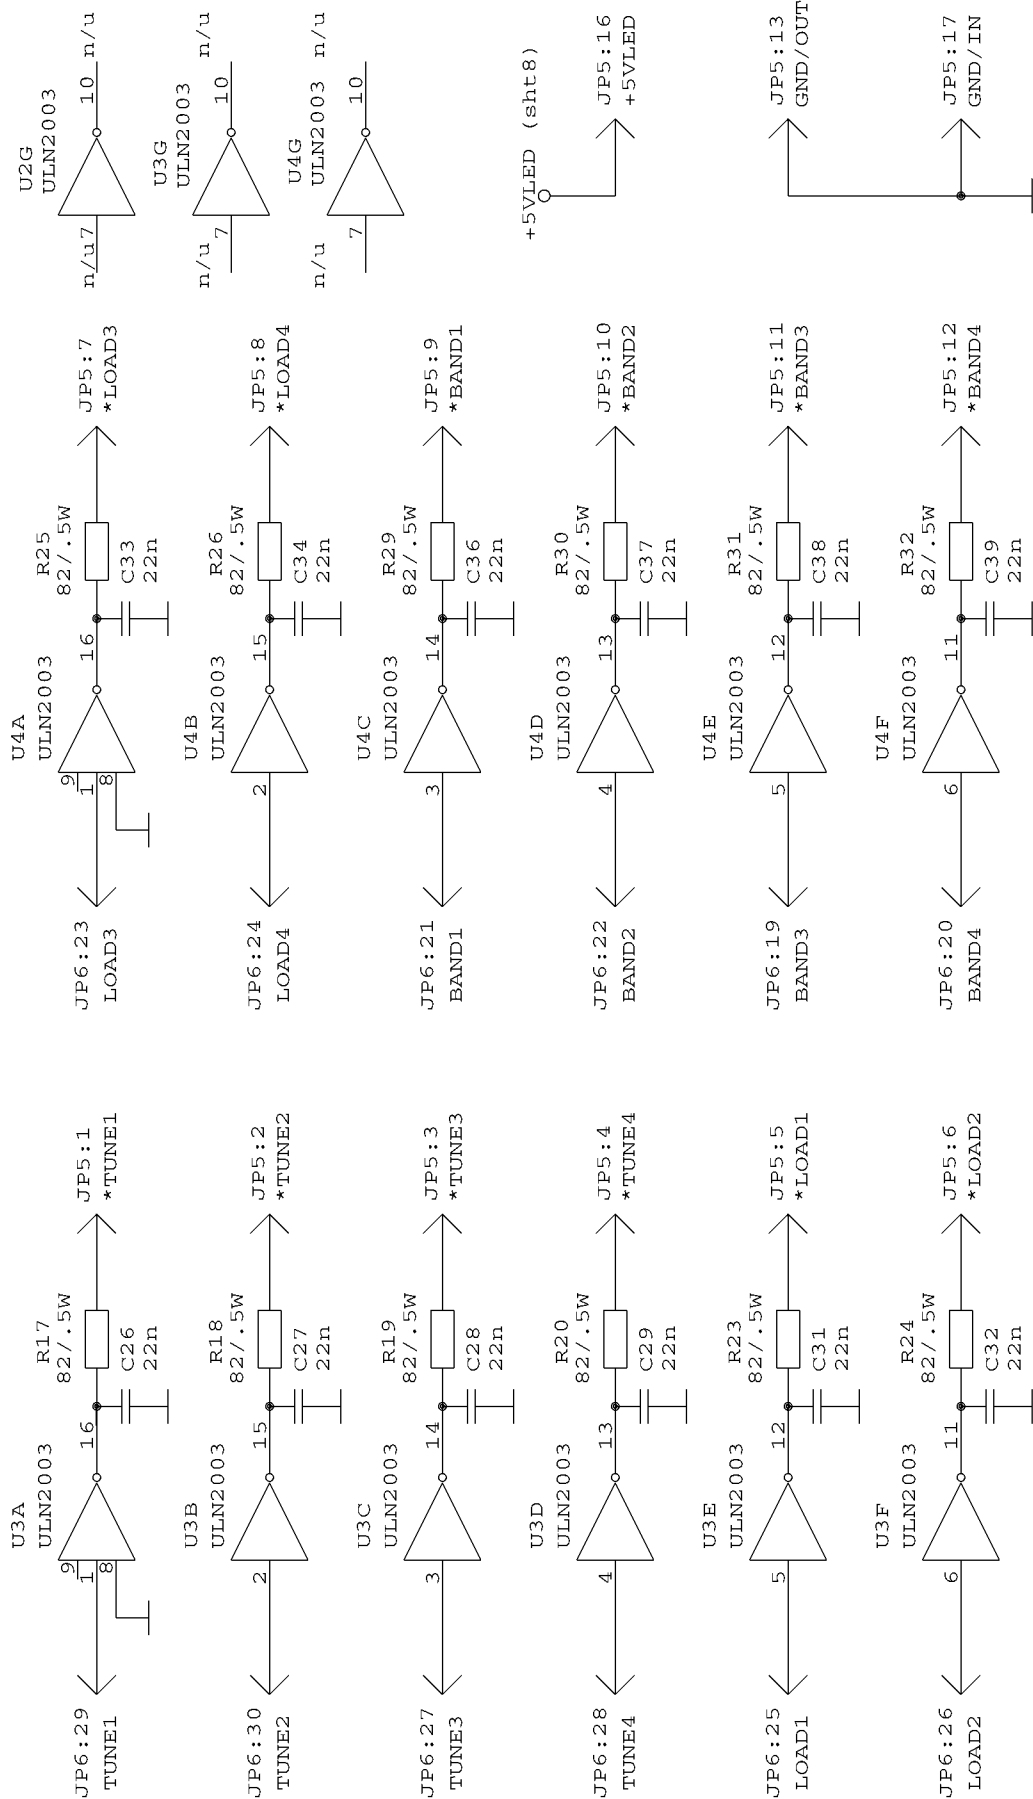 U3A
ULN2003
9
1
8
16
R17
82/.5W
C26
22n
JP6:29
TUNE1
JP5:1
*TUNE1
U3B
ULN2003
2
15
R18
82/.5W
C27
22n
JP6:30
TUNE2
JP5:2
*TUNE2
U3C
ULN2003
3
14
R19
82/.5W
C28
22n
JP6:27
TUNE3
JP5:3
*TUNE3
U3D
ULN2003
4
13
R20
82/.5W
C29
22n
JP6:28
TUNE4
JP5:4
*TUNE4
U3E
ULN2003
5
12
R23
82/.5W
C31
22n
JP6:25
LOAD1
JP5:5
*LOAD1
U3F
ULN2003
6
11
R24
82/.5W
C32
22n
JP6:26
LOAD2
JP5:6
*LOAD2
U4A
ULN2003
9
1
8
16
R25
82/.5W
C33
22n
JP6:23
LOAD3
JP5:7
*LOAD3
U4B
ULN2003
2
15
R26
82/.5W
C34
22n
JP6:24
LOAD4
JP5:8
*LOAD4
U4C
ULN2003
3
14
R29
82/.5W
C36
22n
JP6:21
BAND1
JP5:9
*BAND1
U4D
ULN2003
4
13
R30
82/.5W
C37
22n
JP6:22
BAND2
JP5:10
*BAND2
U4E
ULN2003
5
12
R31
82/.5W
C38
22n
JP6:19
BAND3
JP5:11
*BAND3
U4F
ULN2003
6
11
R32
82/.5W
C39
22n
JP6:20
BAND4
JP5:12
*BAND4
U2G
ULN2003
n/u
7
10
n/u
U3G
ULN2003
n/u
7
10
n/u
U4G
ULN2003
n/u
7
10
n/u
+5VLED (sht8)
JP5:16
+5VLED
JP5:13
GND/OUT
JP5:17
GND/IN